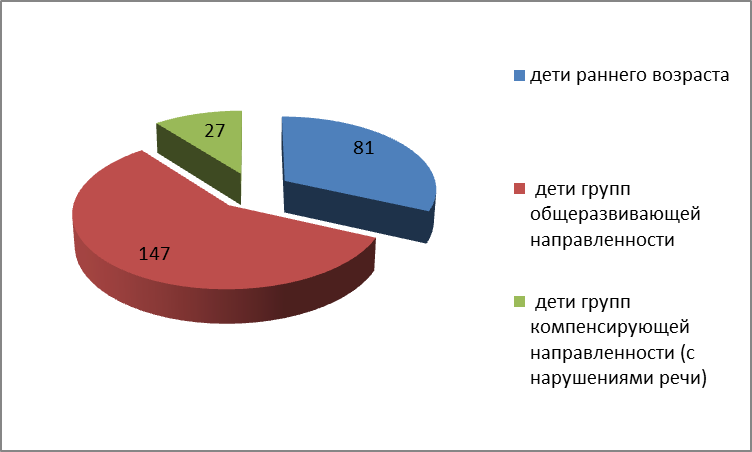 27
81
147
дети раннего возраста
дети групп
общеразвивающей
направленности
дети групп
компенсирующей
направленности (с
нарушениями речи)